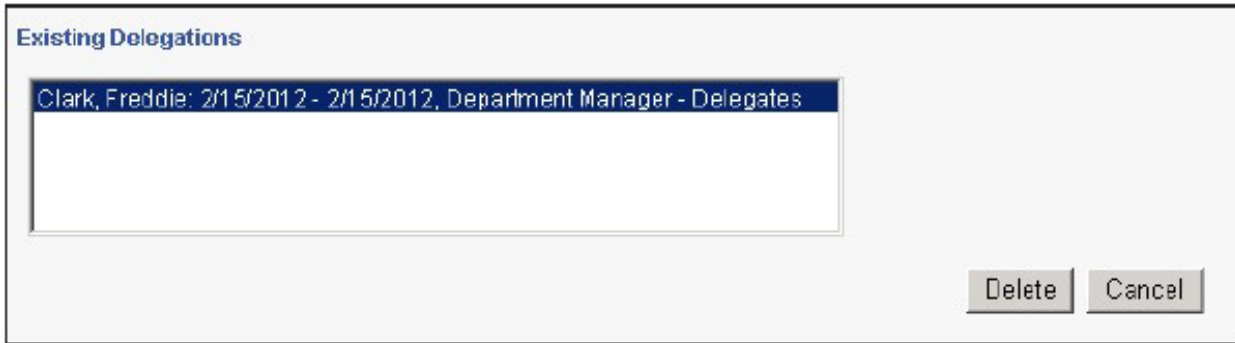 Existing Delegations
Clark, Freddie: 2/15/2012 - 2/15/2012, Department Manager - Delegates
Delete Cancel